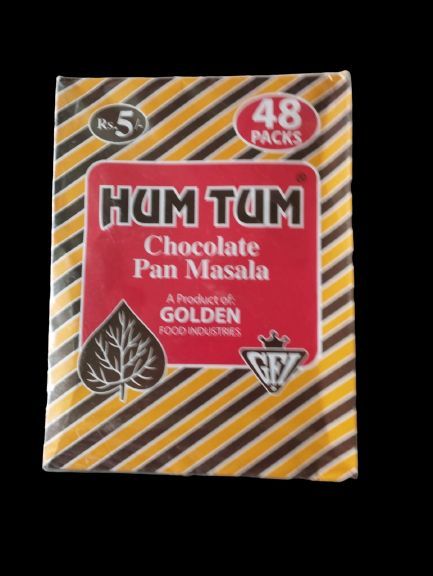 Rs.5/-
48
PACKS
HUM TUM®
Chocolate
Pan Masala
A Product of:
GOLDEN
FOOD INDUSTRIES
GFI